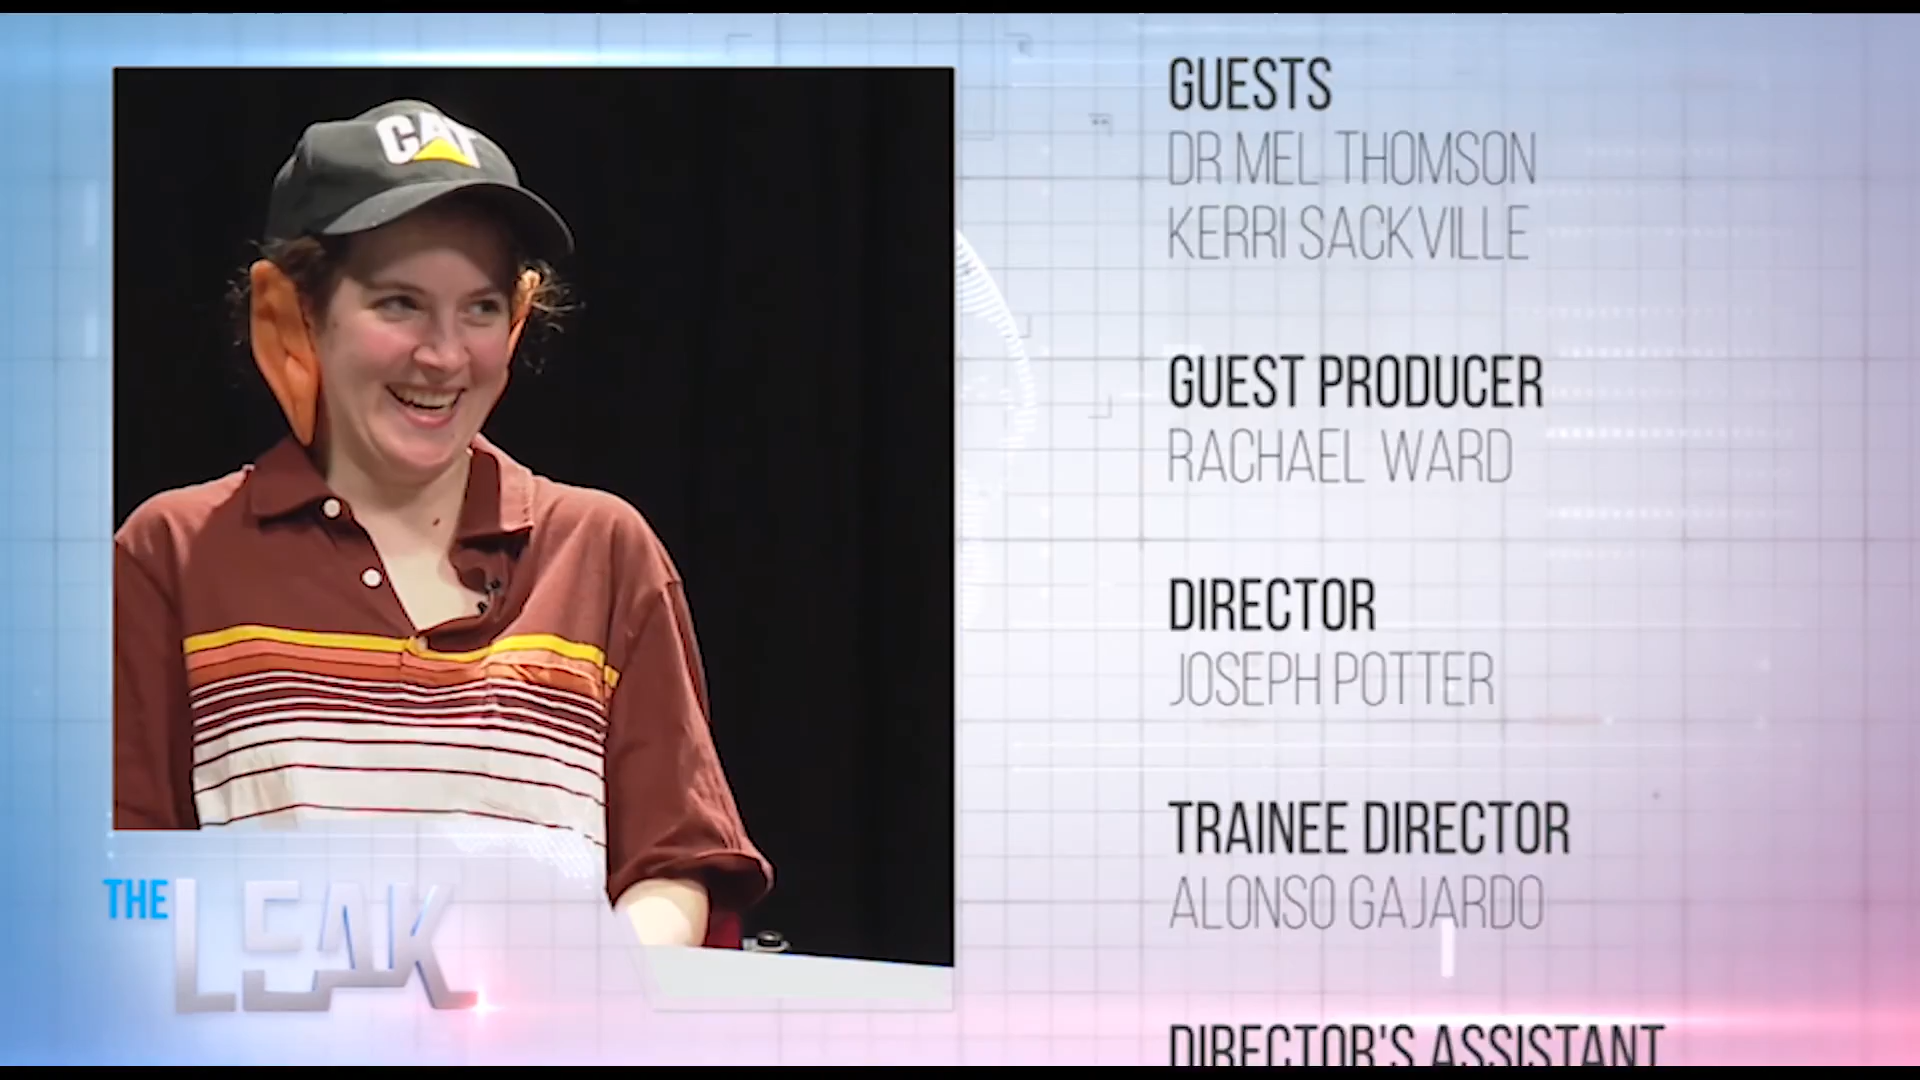 CAT
THE
LEAK
GUESTS
DR MEL THOMSON
KERRI SACKVILLE
GUEST PRODUCER
RACHAEL WARD
DIRECTOR
JOSEPH POTTER
TRAINEE DIRECTOR
ALONSO GAJARDO
DIRECTOR'S ASSISTANT